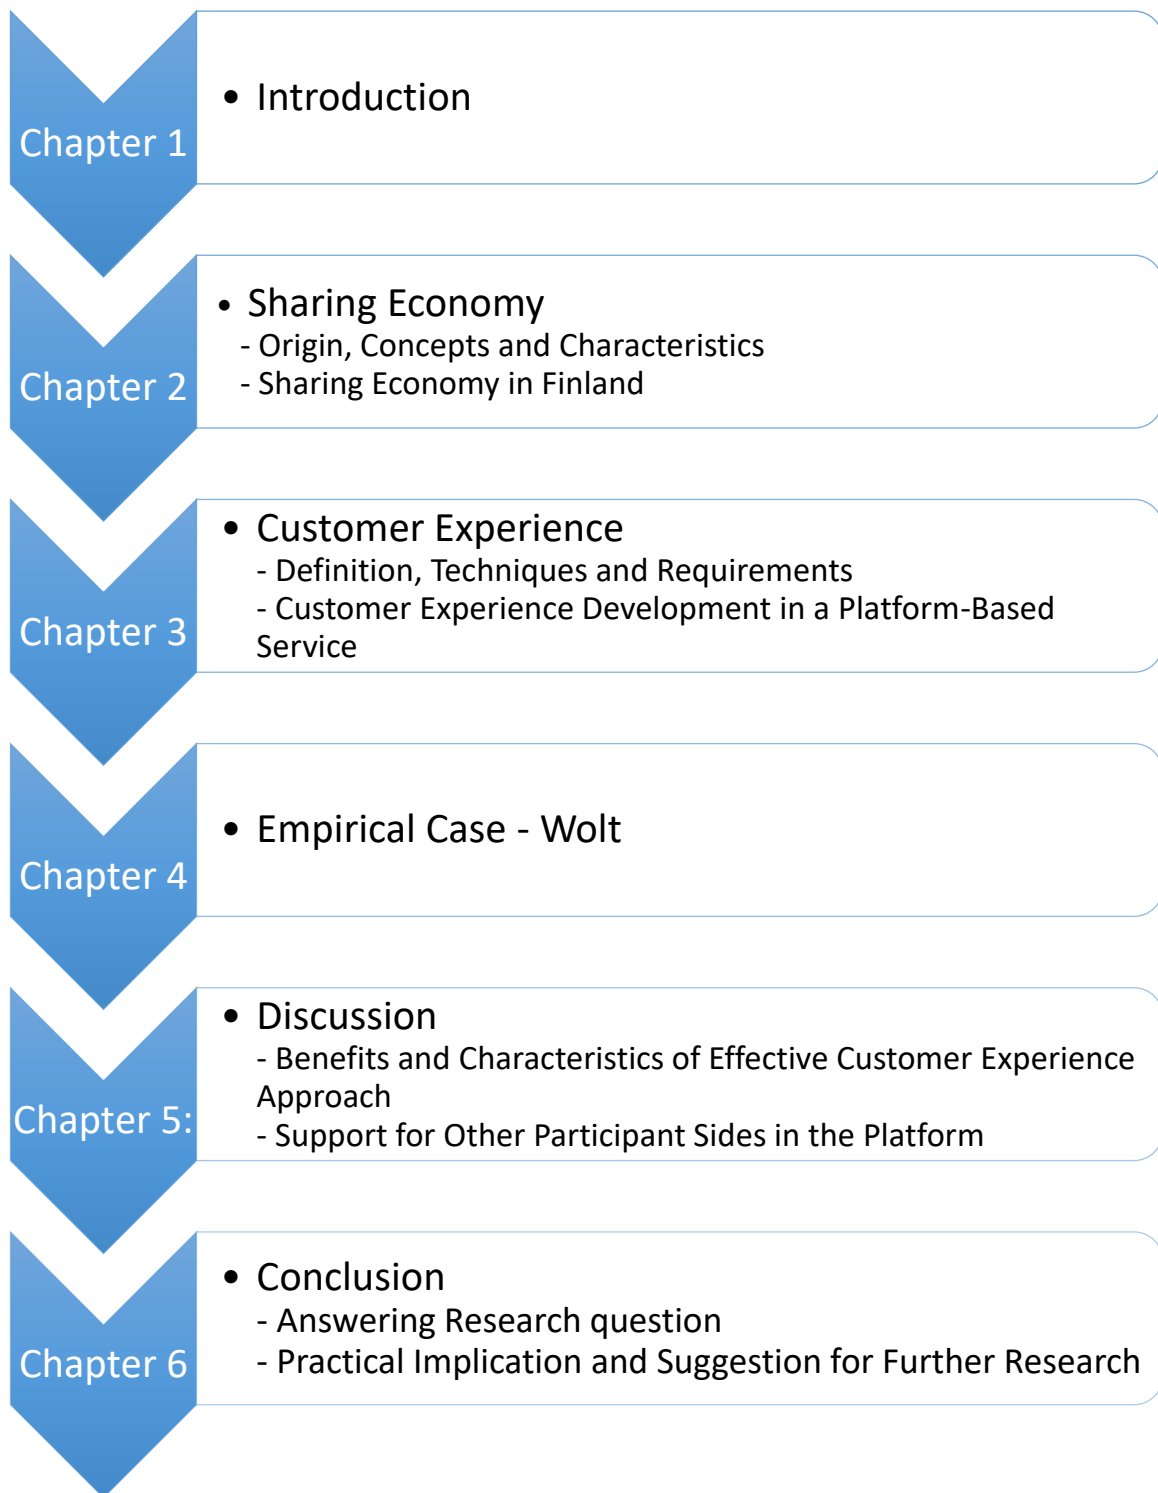 Chapter 1
• Introduction
Chapter 2
• Sharing Economy
- Origin, Concepts and Characteristics
- Sharing Economy in Finland
Chapter 3
• Customer Experience
- Definition, Techniques and Requirements
- Customer Experience Development in a Platform-Based
Service
Chapter 4
• Empirical Case - Wolt
Chapter 5:
• Discussion
- Benefits and Characteristics of Effective Customer Experience
Approach
- Support for Other Participant Sides in the Platform
Chapter 6
• Conclusion
- Answering Research question
- Practical Implication and Suggestion for Further Research